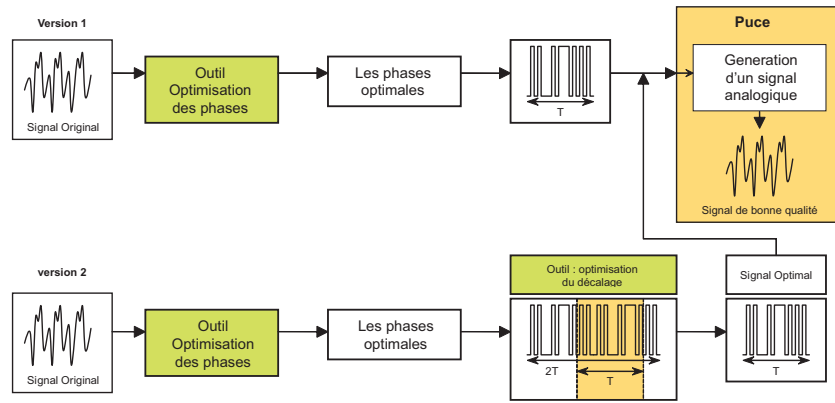 Version 1
Signal Original
Outil
Optimisation
des phases
Les phases
optimales
T
Puce
Generation
d'un signal
analogique
Signal de bonne qualité
version 2
Signal Original
Outil
Optimisation
des phases
Les phases
optimales
Outil : optimisation
du décalage
2T
T
Signal Optimal
T